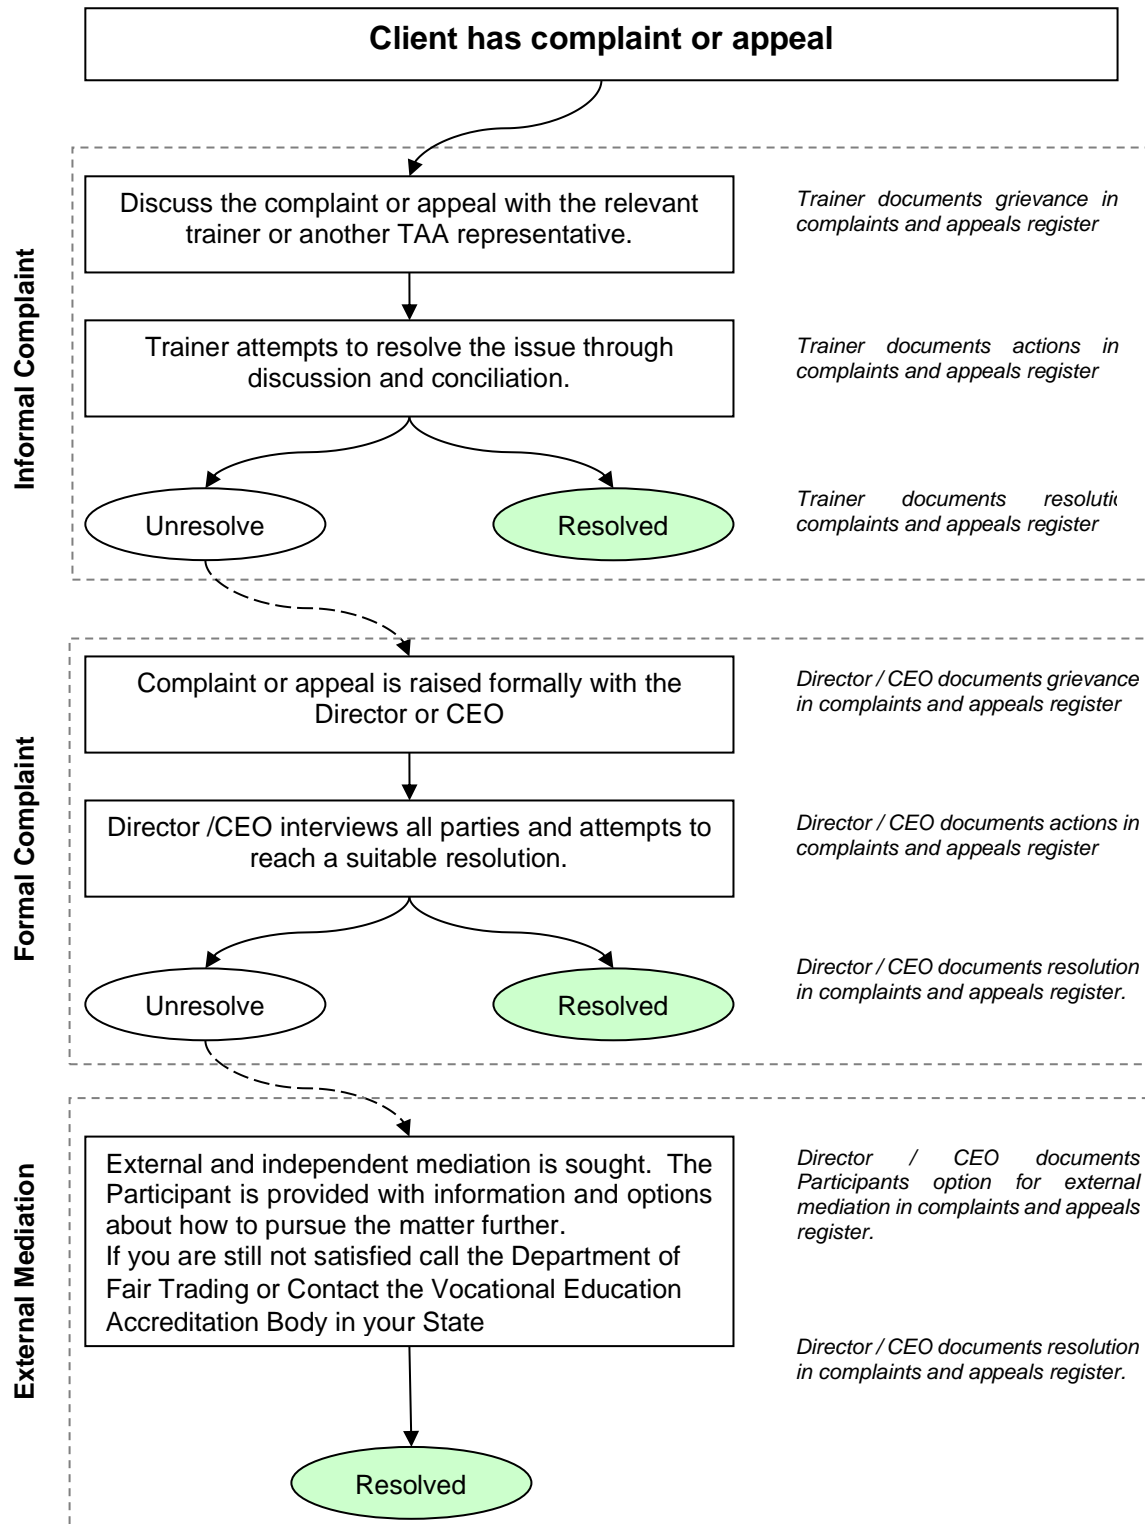 Client has complaint or appeal
Informal Complaint
Discuss the complaint or appeal with the relevant
trainer or another TAA representative.
Trainer documents grievance in
complaints and appeals register
Trainer attempts to resolve the issue through
discussion and conciliation.
Trainer documents actions in
complaints and appeals register
Unresolve
Resolved
Trainer documents resolutio
complaints and appeals register
Formal Complaint
Complaint or appeal is raised formally with the
Director or CEO
Director / CEO documents grievance
in complaints and appeals register
Director /CEO interviews all parties and attempts to
reach a suitable resolution.
Director / CEO documents actions in
complaints and appeals register
Unresolve
Resolved
Director / CEO documents resolution
in complaints and appeals register.
External Mediation
External and independent mediation is sought. The
Participant is provided with information and options
about how to pursue the matter further.
If you are still not satisfied call the Department of
Fair Trading or Contact the Vocational Education
Accreditation Body in your State
Director / CEO documents
Participants option for external
mediation in complaints and appeals
register.
Director / CEO documents resolution
in complaints and appeals register.
Resolved